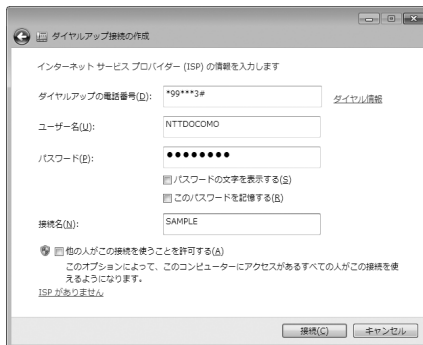 ダイヤルアップ接続の作成
インターネット サービス プロバイダー (ISP) の情報を入力します
ダイヤルアップの電話番号(D): *99***3# ダイヤル情報
ユーザー名(U): NTTDOCOMO
パスワード(P): ●●●●●●●●
パスワードの文字を表示する(S)
このパスワードを記憶する(R)
接続名(N): SAMPLE
他の人がこの接続を使うことを許可する(A)
このオプションによって、このコンピューターにアクセスがあるすべての人がこの接続を使
えるようになります。
ISP がありません
接続(C) キャンセル